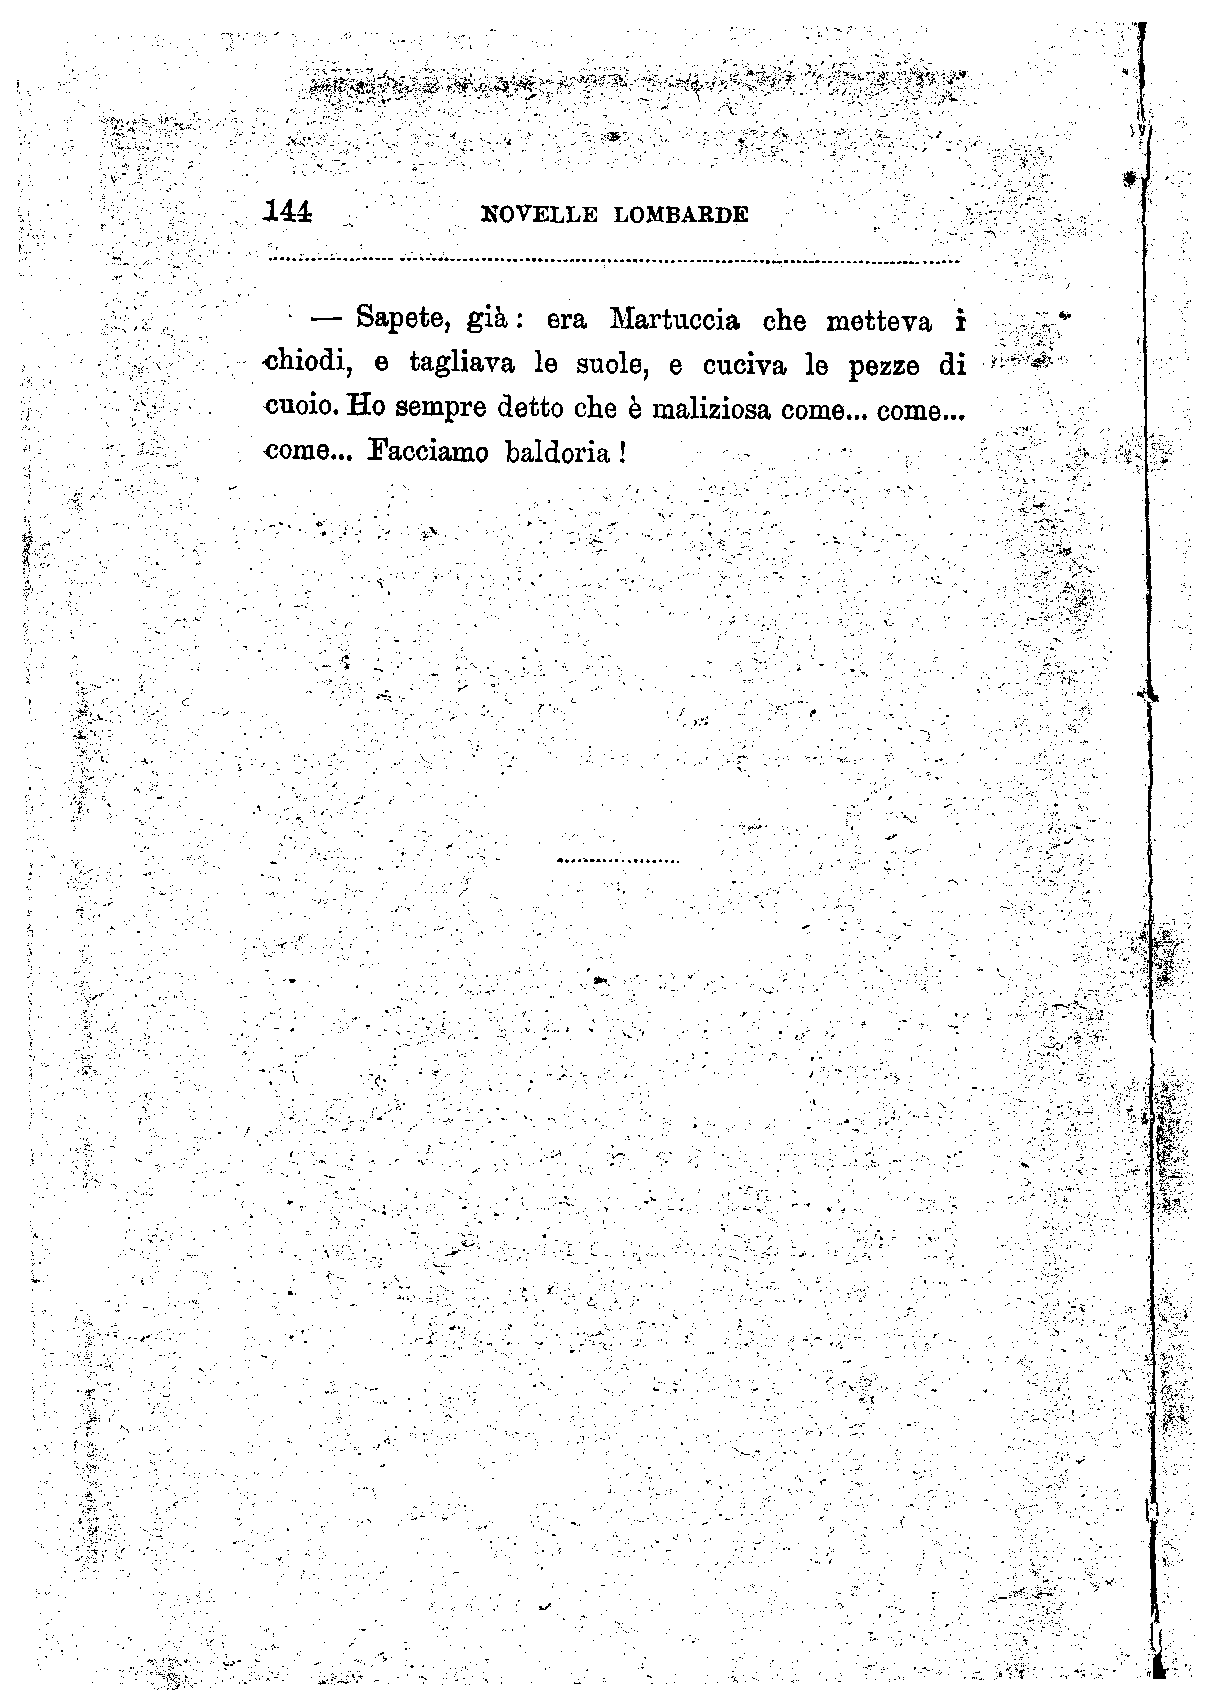 144 NOVELLE LOMBARDE
— Sapete, già: era Martuccia che metteva i
chiodi, e tagliava le suole, e cuciva le pezze di
cuoio. Ho sempre detto che è maliziosa come... come...
come... Facciamo baldoria!